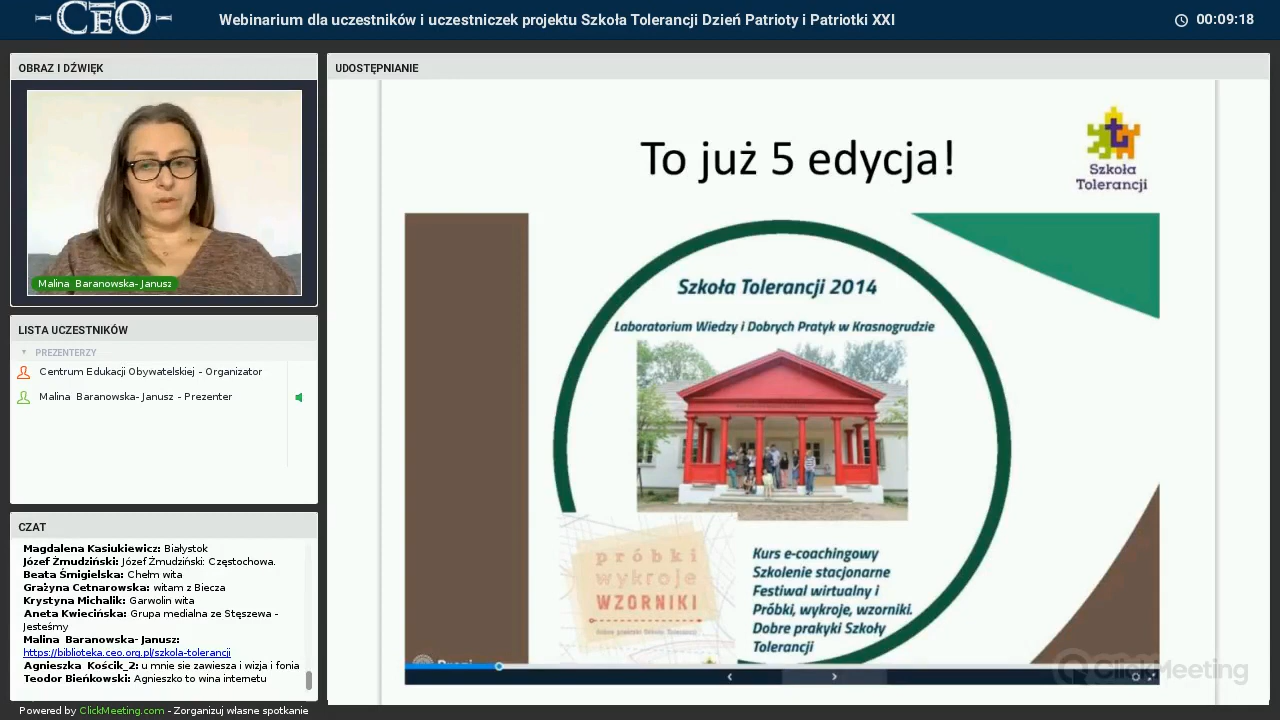 CEO
Webinarium dla uczestników i uczestniczek projektu Szkoła Tolerancji Dzień Patrioty i Patriotki XXI
00:09:18
OBRAZ I DŹWIĘK
Malina Baranowska-Janusz
LISTA UCZESTNIKÓW
PREZENTERZY
Centrum Edukacji Obywatelskiej - Organizator
Malina Baranowska-Janusz - Prezenter
CZAT
Magdalena Kasiukiewicz: Białystok
Józef Żmudziński: Józef Żmudziński: Częstochowa.
Beata Śmigielska: Chełm wita
Grażyna Cetnarowska: witam z Biecza
Krystyna Michalik: Garwolin wita
Aneta Kwiecińska: Grupa medialna ze Stęszewa -
Jesteśmy
Malina Baranowska-Janusz:
https://biblioteka.ceo.org.pl/szkola-tolerancji
Agnieszka Kościk_2: u mnie sie zawiesza i wizja i fonia
Teodor Bieńkowski: Agnieszko to wina internetu
Powered by ClickMeeting.com - Zorganizuj własne spotkanie
UDOSTĘPNIANIE
To już 5 edycja!
Szkoła
Tolerancji
Szkoła Tolerancji 2014
Laboratorium Wiedzy i Dobrych Pratyk w Krasnogrudzie
próbki
wykroje
WZORNIKI
Dobre praktyki Szkoły Tolerancji
Kurs e-coachingowy
Szkolenie stacjonarne
Festiwal wirtualny i
Próbki, wykroje, wzorniki.
Dobre prakyki Szkoły
Tolerancji
Prezi
ClickMeeting